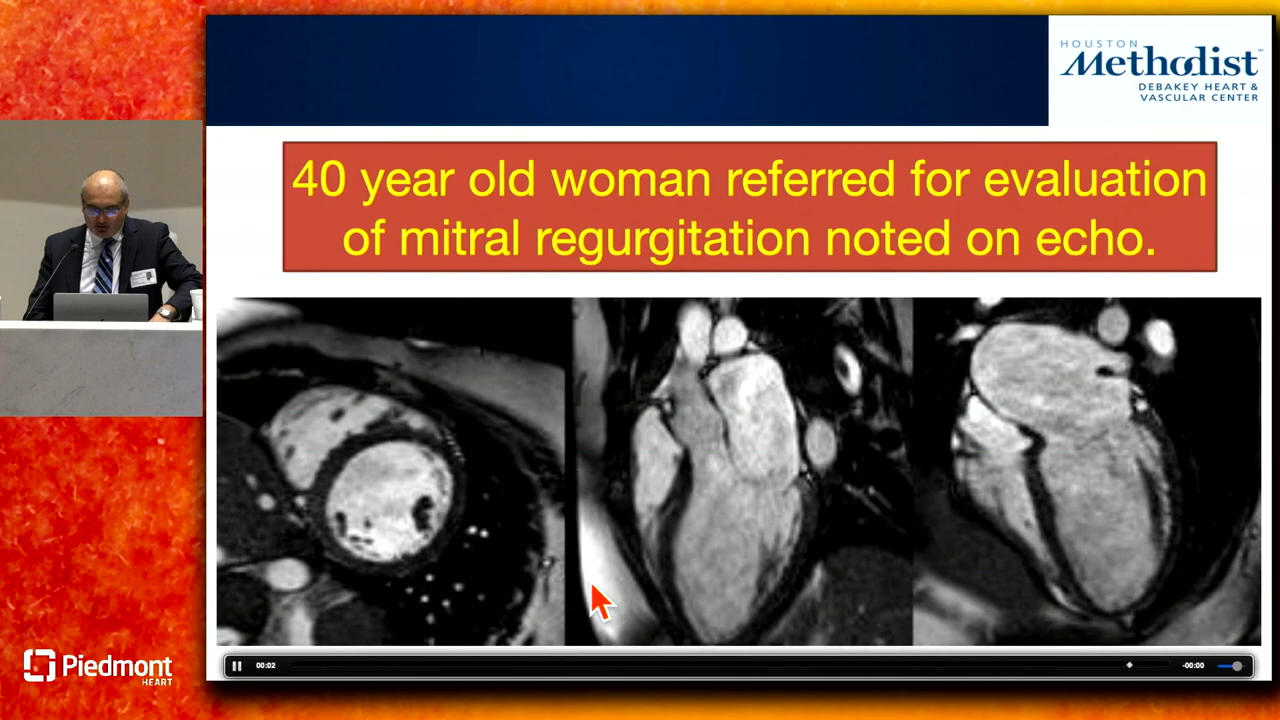 HOUSTON
Methodist
DEBAKEY HEART &
VASCULAR CENTER
40 year old woman referred for evaluation
of mitral regurgitation noted on echo.
00:02
-00:00
Piedmont
HEART